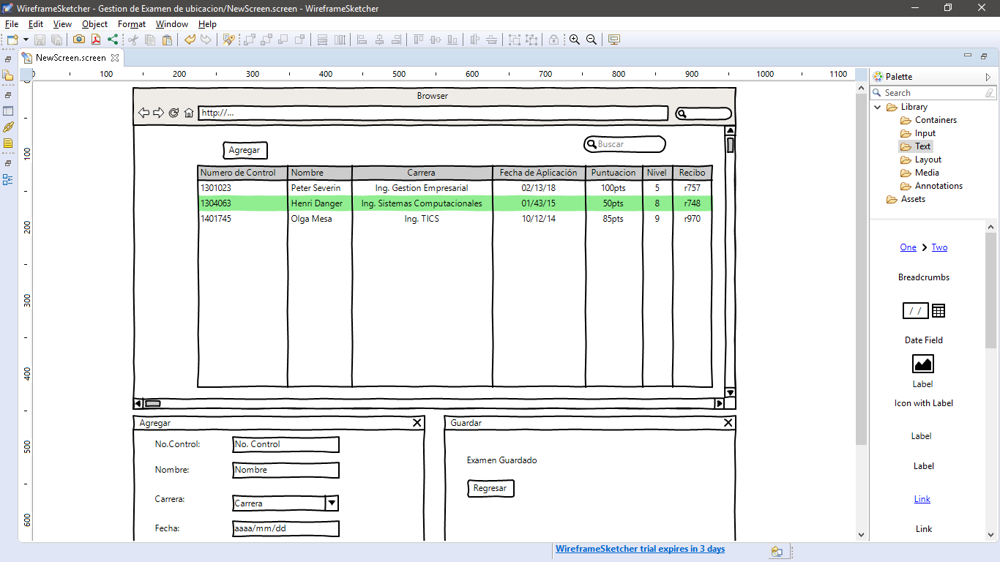 WireframeSketcher - Gestion de Examen de ubicacion/NewScreen.screen - WireframeSketcher
File Edit View Object Format Window Help
NewScreen.screen
0 100 200 300 400 500 600 700 800 900 1000 1100
Palette
Search
Library
Containers
Input
Text
Layout
Media
Annotations
Assets
One Two
Breadcrumbs
/ /
Date Field
Label
Icon with Label
Label
Label
Link
Link
0
100
200
300
400
500
600
Browser
http://...
Agregar
Buscar
Numero de Control Nombre Carrera Fecha de Aplicación Puntuacion Nivel Recibo
1301023 Peter Severin Ing. Gestion Empresarial 02/13/18 100pts 5 r757
1304063 Henri Danger Ing. Sistemas Computacionales 01/43/15 50pts 8 r748
1401745 Olga Mesa Ing. TICS 10/12/14 85pts 9 r970
Agregar
No.Control: No. Control
Nombre: Nombre
Carrera: Carrera
Fecha: aaaa/mm/dd
Guardar
Examen Guardado
Regresar
WireframeSketcher trial expires in 3 days